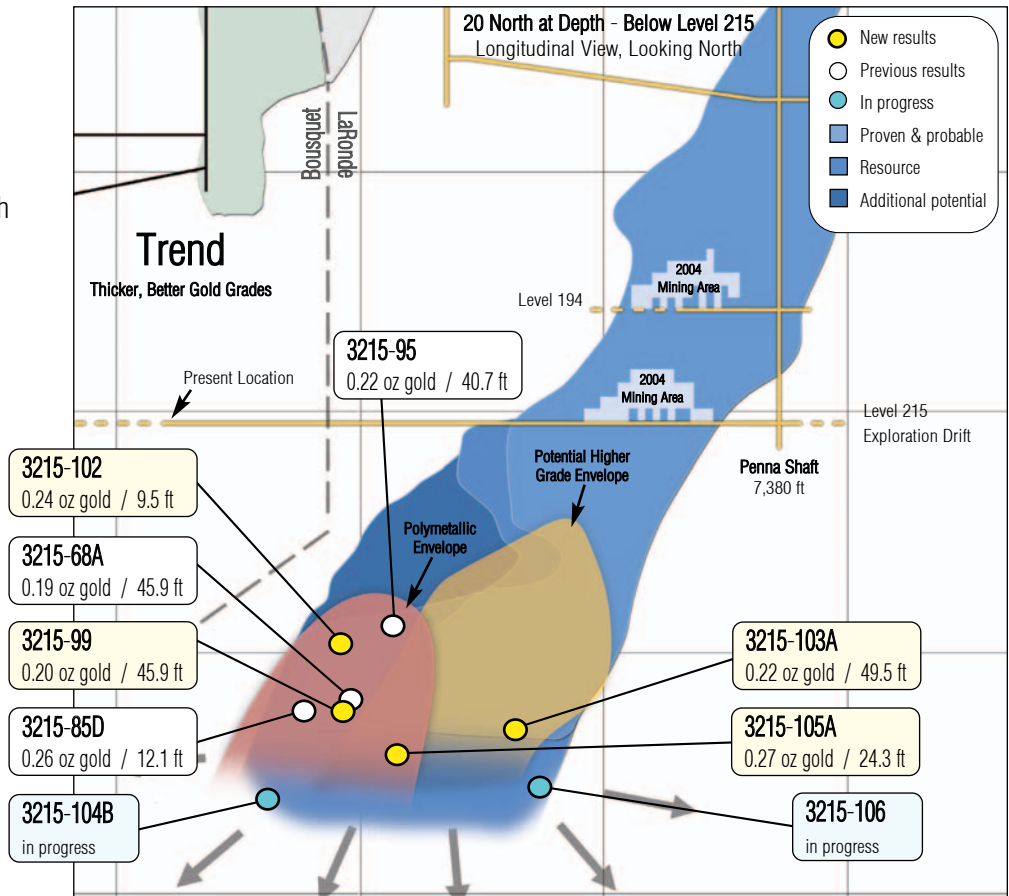 20 North at Depth - Below Level 215
Longitudinal View, Looking North
New results
Previous results
In progress
Proven & probable
Resource
Additional potential
Bousquet
LaRonde
h
Trend
Thicker, Better Gold Grades
2004
Mining Area
Level 194
3215-95
0.22 oz gold / 40.7 ft
Present Location
2004
Mining Area
Level 215
Exploration Drift
Potential Higher
Grade Envelope
Penna Shaft
7,380 ft
3215-102
0.24 oz gold / 9.5 ft
Polymetallic
Envelope
3215-68A
0.19 oz gold / 45.9 ft
3215-99
0.20 oz gold / 45.9 ft
3215-85D
0.26 oz gold / 12.1 ft
3215-104B
in progress
3215-103A
0.22 oz gold / 49.5 ft
3215-105A
0.27 oz gold / 24.3 ft
3215-106
in progress